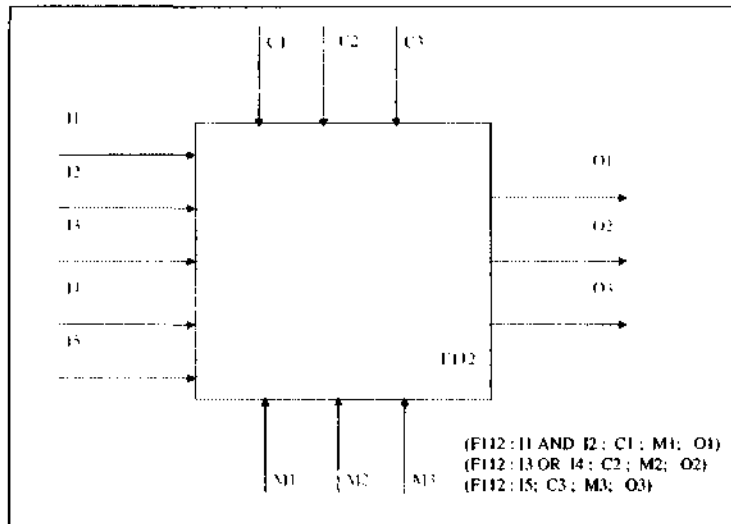 C1 C2 C3
I1
I2
I3
I4
I5
O1
O2
O3
F112
M1 M2 M3
(F112 : I1 AND I2 ; C1 ; M1; O1)
(F112 : I3 OR I4 ; C2 ; M2; O2)
(F112 : I5; C3 ; M3; O3)